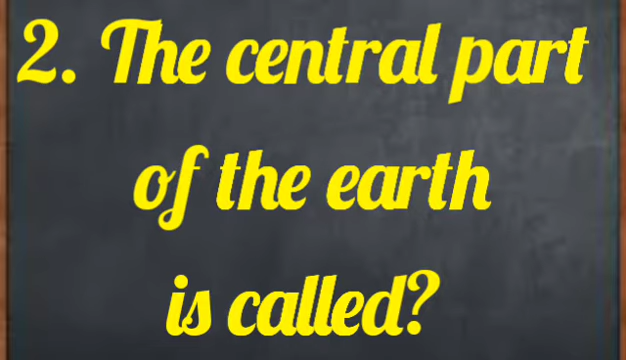 2. The central part
of the earth
is called?